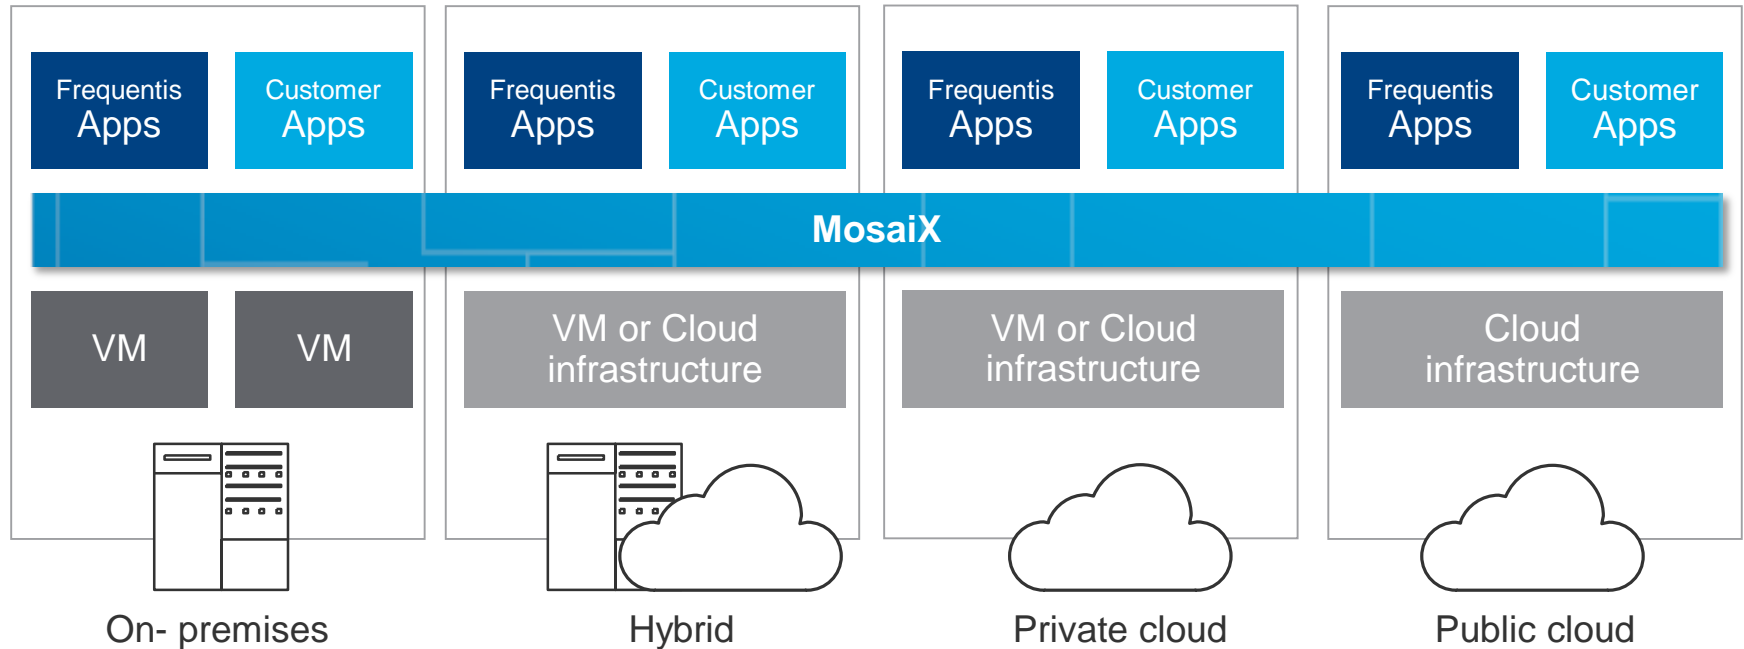 Frequentis
Apps
Customer
Apps
Frequentis
Apps
Customer
Apps
Frequentis
Apps
Customer
Apps
Frequentis
Apps
Customer
Apps
MosaiX
VM
VM
VM or Cloud
infrastructure
VM or Cloud
infrastructure
Cloud
infrastructure
On- premises
Hybrid
Private cloud
Public cloud